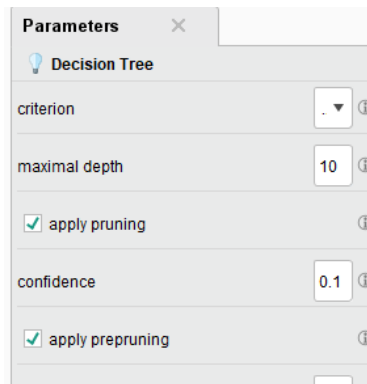 Parameters
Decision Tree
criterion
maximal depth 10
apply pruning
confidence 0.1
apply prepruning